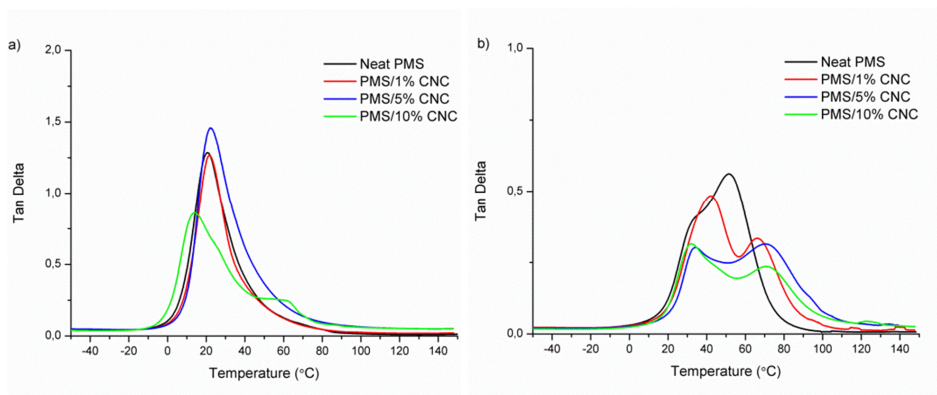 a)
2,0
1,5
1,0
0,5
0,0
Tan Delta
Neat PMS
PMS/1% CNC
PMS/5% CNC
PMS/10% CNC
-40 -20 0 20 40 60 80 100 120 140
Temperature (°C)
b)
1,0
0,5
0,0
Tan Delta
Neat PMS
PMS/1% CNC
PMS/5% CNC
PMS/10% CNC
-40 -20 0 20 40 60 80 100 120 140
Temperature (°C)